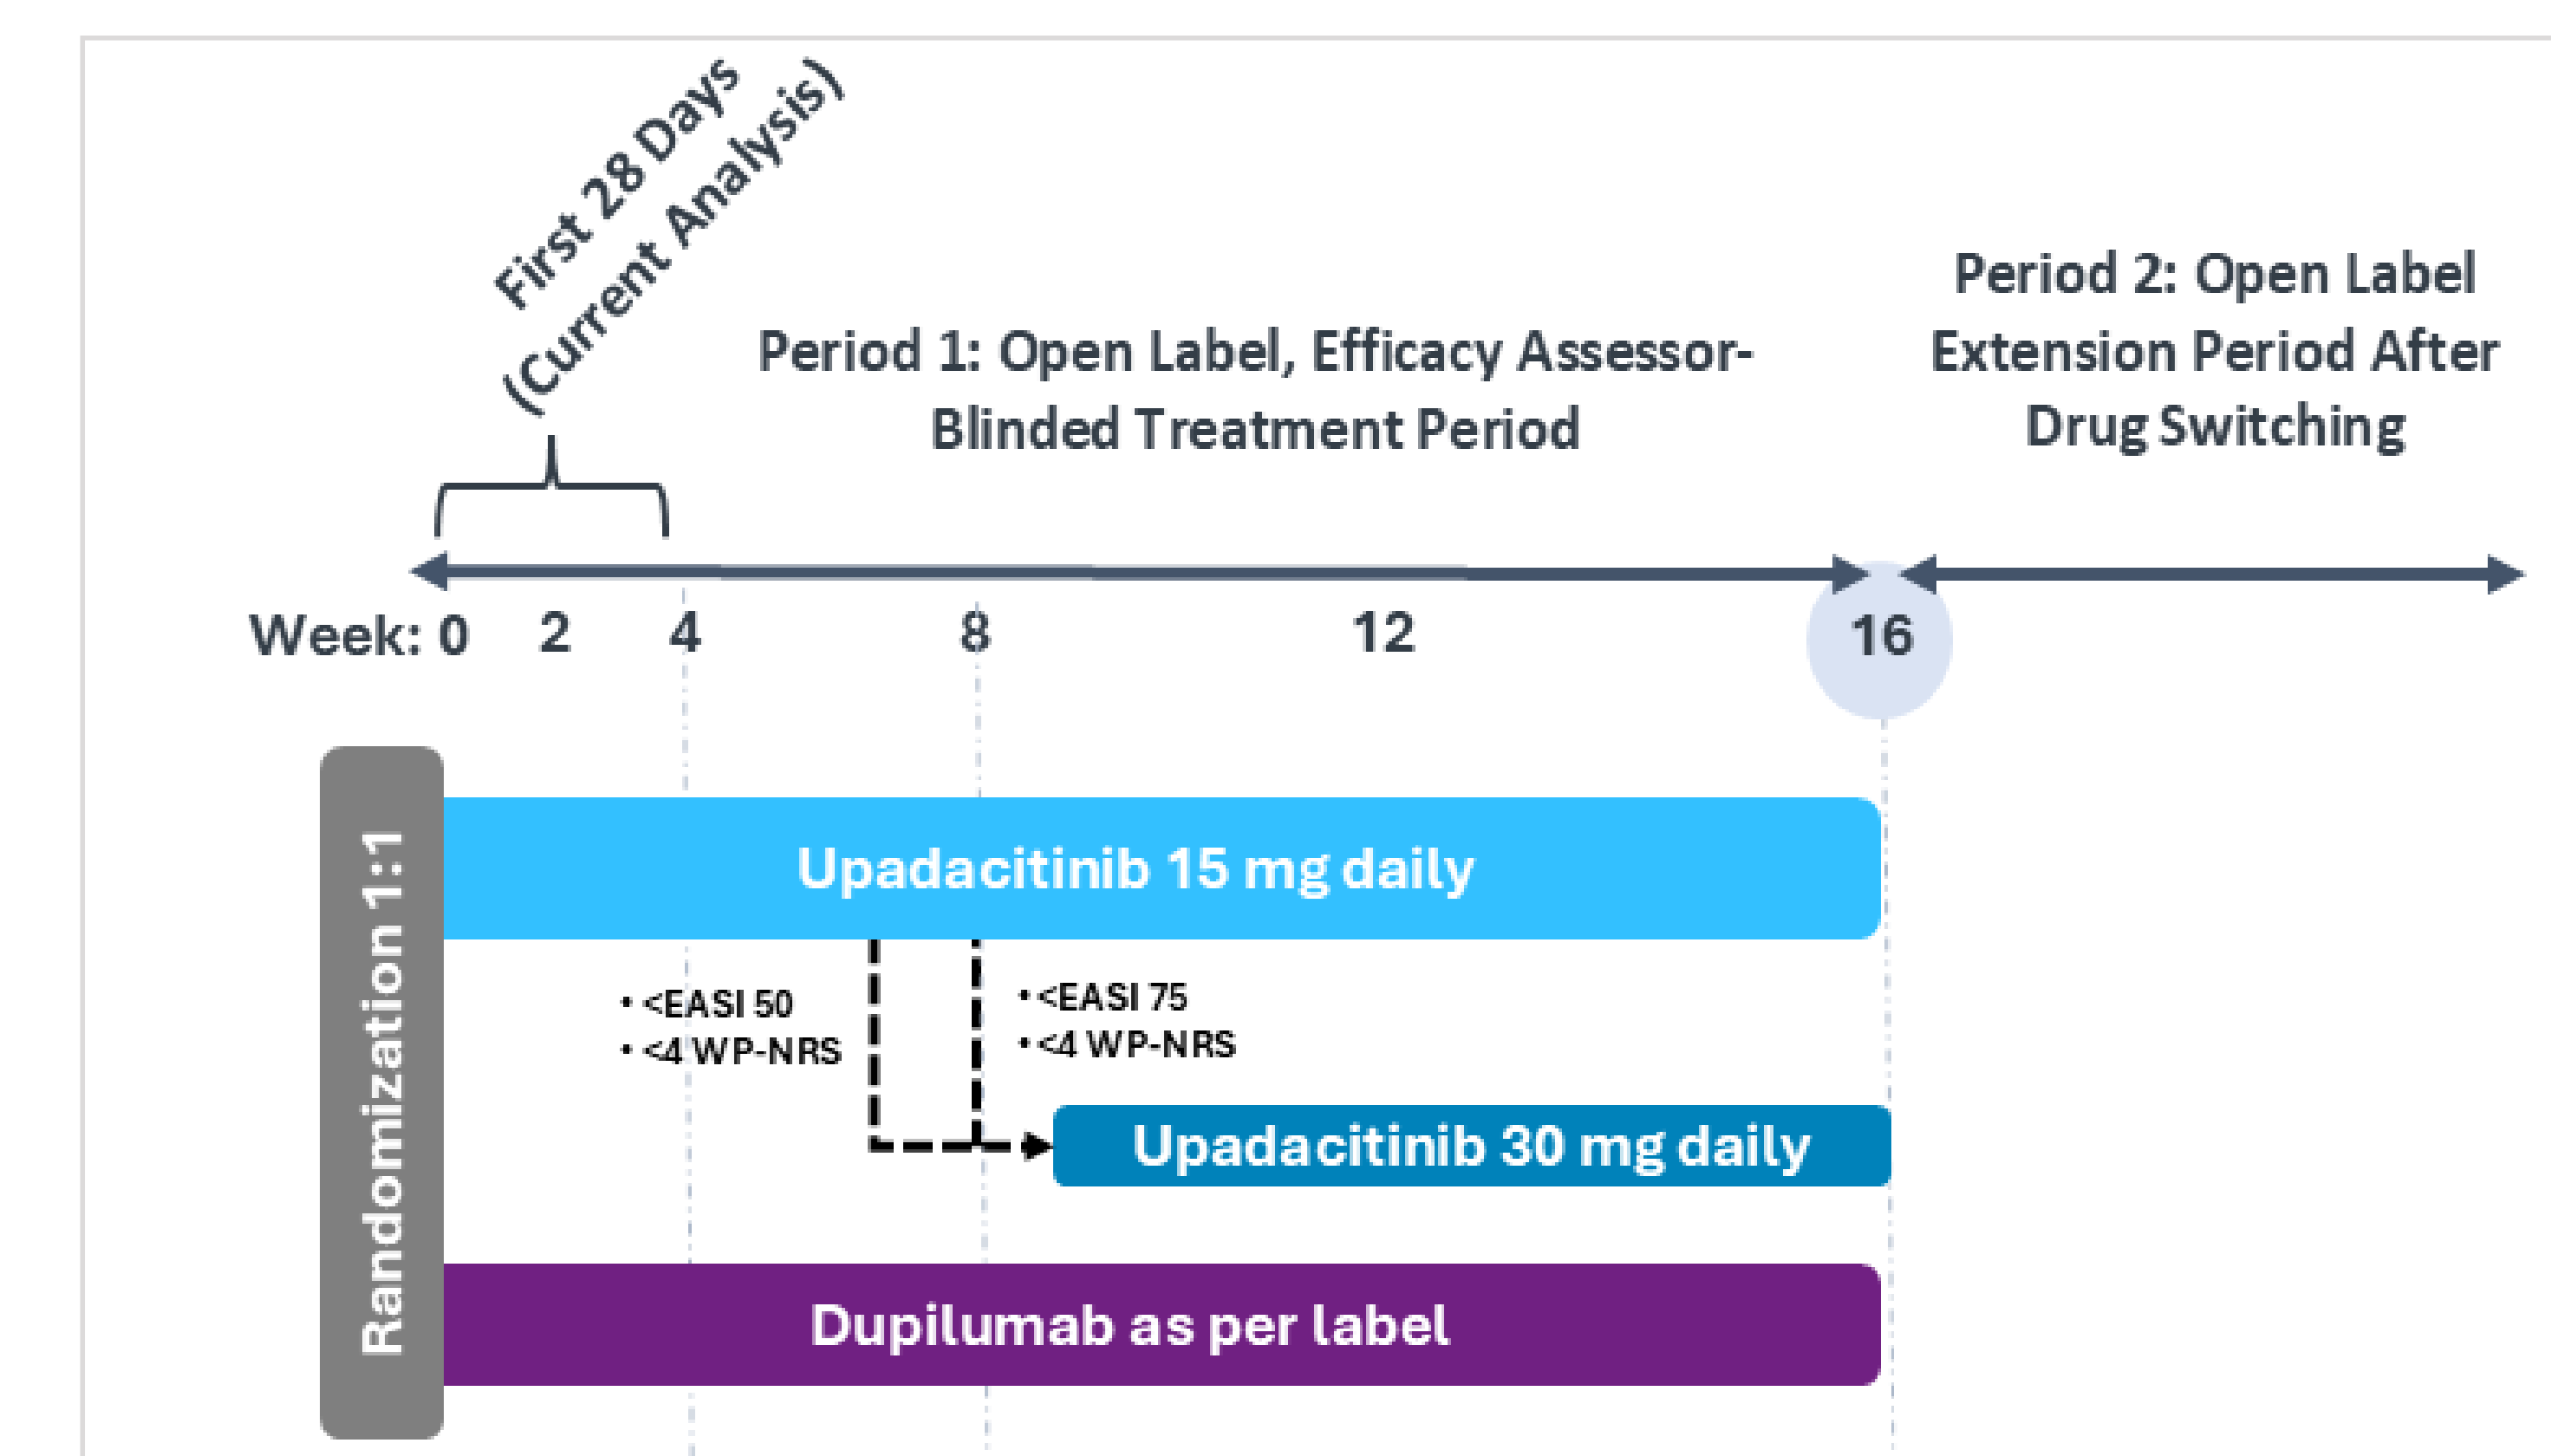 First 28 Days
(Current Analysis)
Period 1: Open Label, Efficacy Assessor-
Blinded Treatment Period
Period 2: Open Label
Extension Period After
Drug Switching
Week: 0 2 4 8 12 16
Randomization 1:1
Upadacitinib 15 mg daily
• <EASI 50
• <4 WP-NRS
• <EASI 75
• <4 WP-NRS
Upadacitinib 30 mg daily
Dupilumab as per label